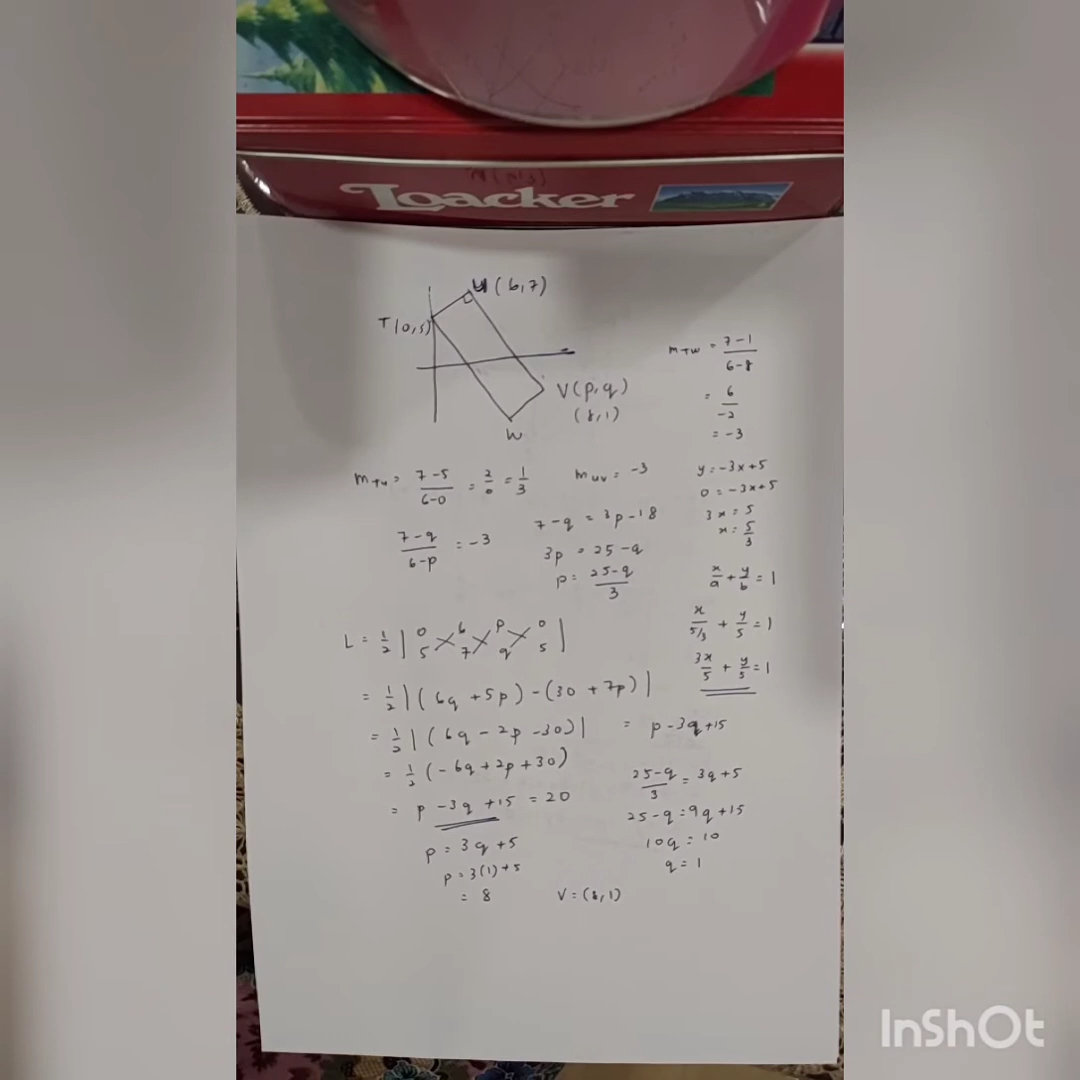 Loacker
U(6,7)
T(0,5)
V(p,q)
(8,1)
W
m_TU = 7-5/6-0 = 2/6 = 1/3
m_UV = -3
7-q/6-p = -3
7-q = 3p-18
3p = 25-q
p = 25-q/3
m_TW = 7-1/6-8
= 6/-2
= -3
y = -3x+5
0 = -3x+5
3x = 5
x = 5/3
x/a + y/b = 1
x/5/3 + y/5 = 1
3x/5 + y/5 = 1
L = 1/2 | 0 6 p 0
5 7 q 5 |
= 1/2 |(6q + 5p) - (30 + 7p)|
= 1/2 |(6q - 2p - 30)|
= 1/2 (-6q + 2p + 30)
= p - 3q + 15 = 20
p = 3q + 5
p = 3(1) + 5
= 8
V = (8,1)
= p - 3q + 15
25-q/3 = 3q + 5
25-q = 9q + 15
10q = 10
q = 1
InShOt